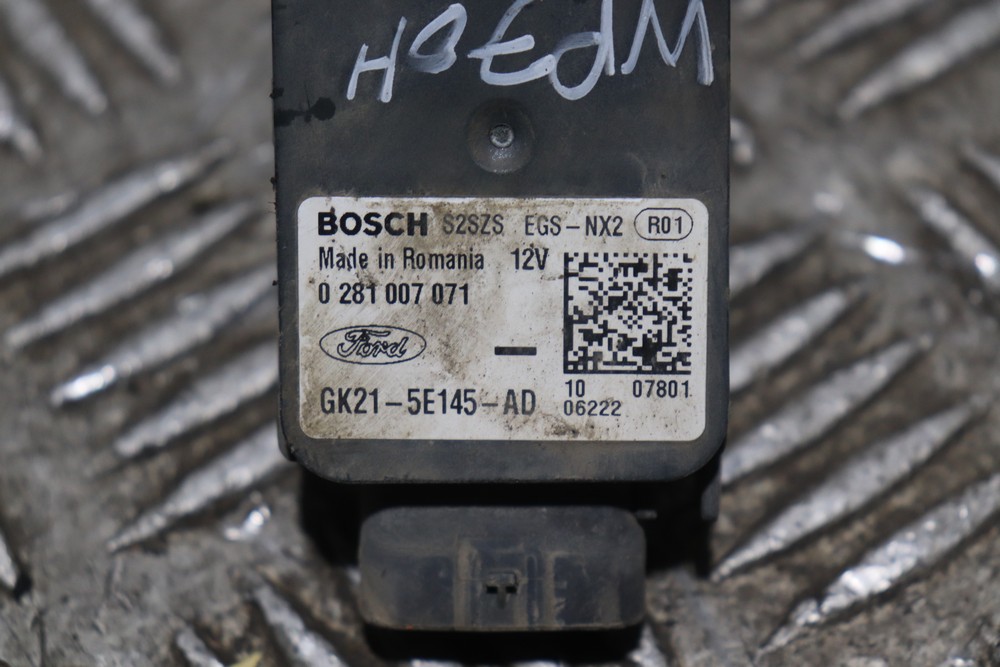 BOSCH S2SZS EGS-NX2 R01
Made in Romania 12V
0 281 007 071
Ford
GK21-5E145-AD
10 07801
06222